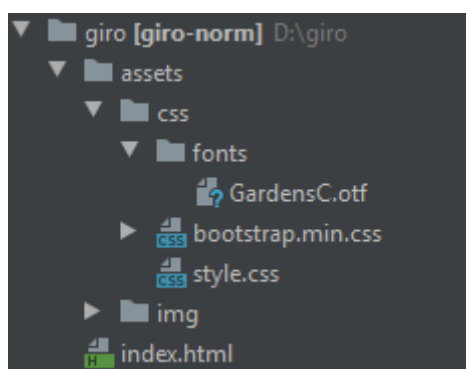 giro [giro-norm] D:\giro
assets
css
fonts
GardensC.otf
bootstrap.min.css
style.css
img
index.html